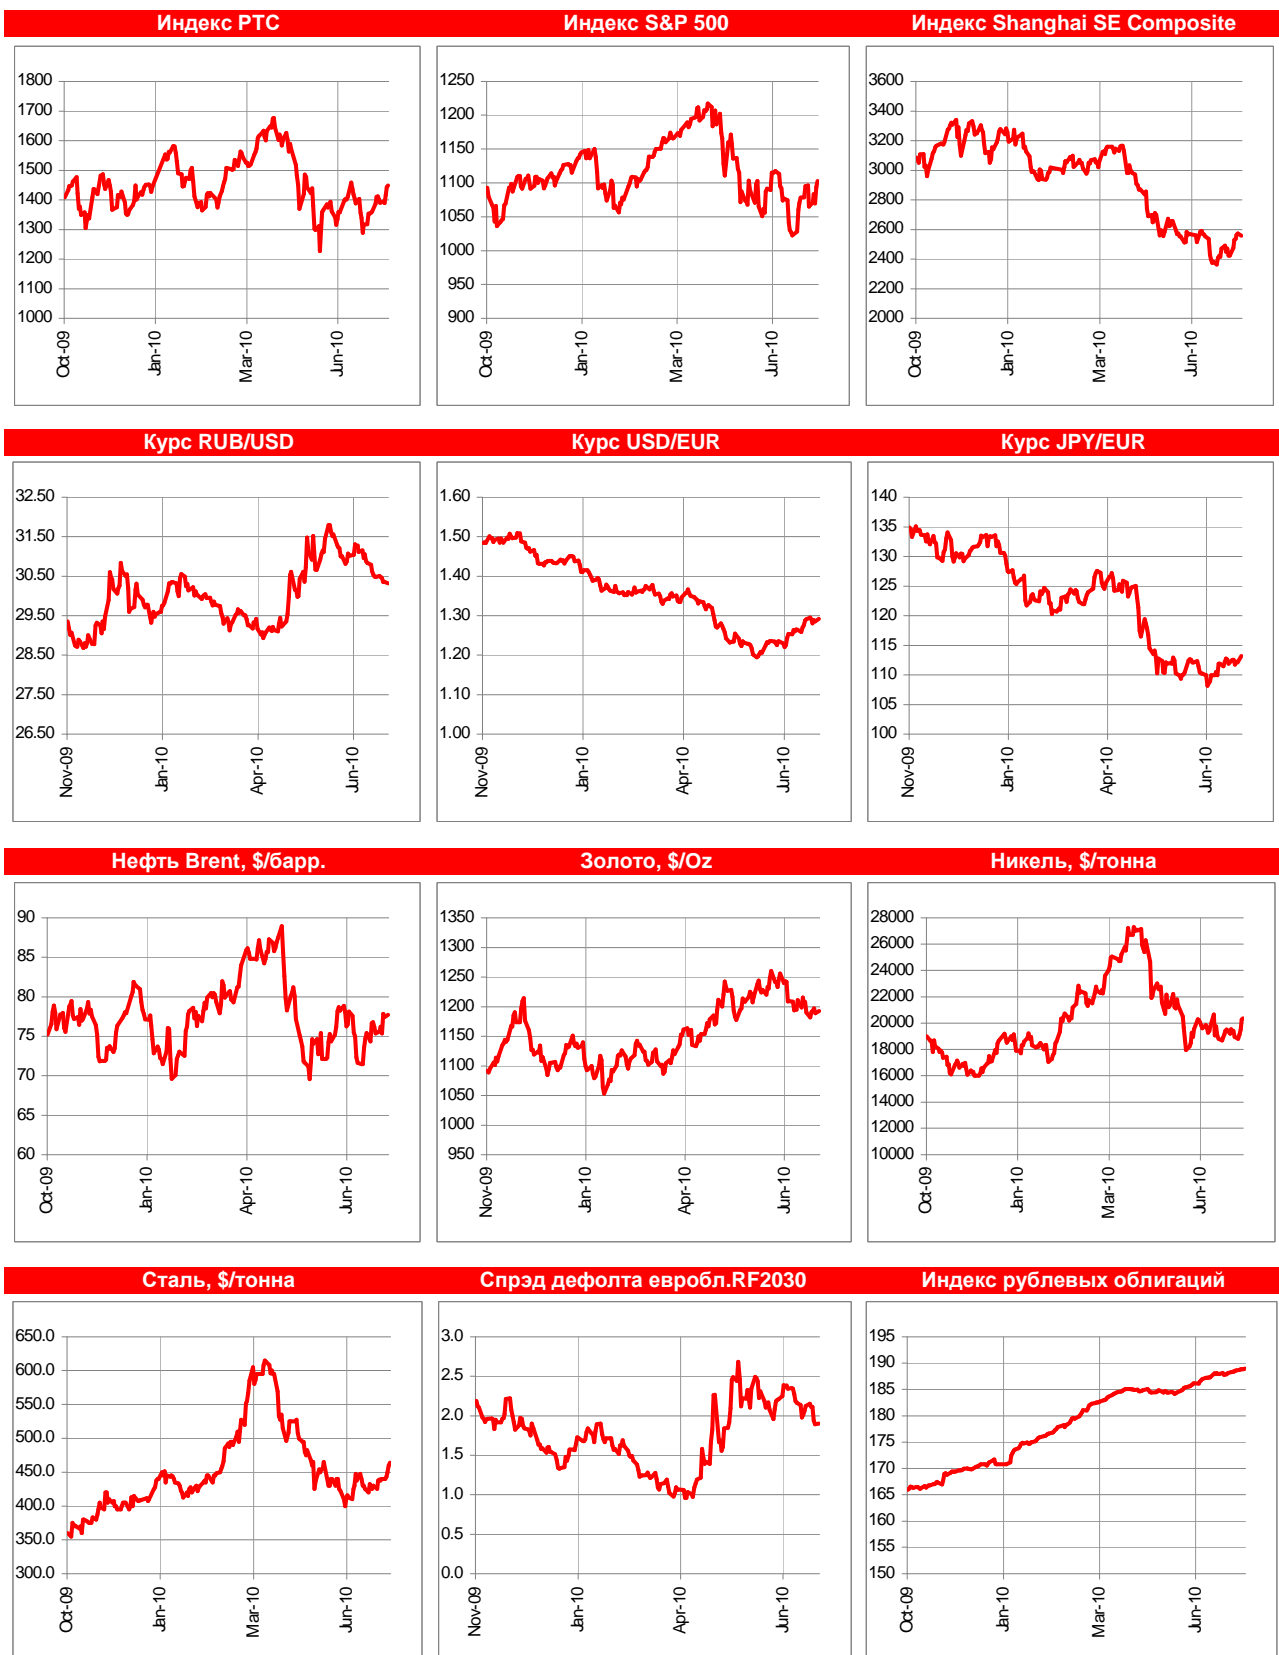 Индекс РТС
Индекс S&P 500
Индекс Shanghai SE Composite
1800
1700
1600
1500
1400
1300
1200
1100
1000
Oct-09
Jan-10
Mar-10
Jun-10
1250
1200
1150
1100
1050
1000
950
900
Oct-09
Jan-10
Mar-10
Jun-10
3600
3400
3200
3000
2800
2600
2400
2200
2000
Oct-09
Jan-10
Mar-10
Jun-10
Курс RUB/USD
Курс USD/EUR
Курс JPY/EUR
32.50
31.50
30.50
29.50
28.50
27.50
26.50
Nov-09
Jan-10
Apr-10
Jun-10
1.60
1.50
1.40
1.30
1.20
1.10
1.00
Nov-09
Jan-10
Apr-10
Jun-10
140
135
130
125
120
115
110
105
100
Nov-09
Jan-10
Apr-10
Jun-10
Нефть Brent, $/барр.
Золото, $/Oz
Никель, $/тонна
90
85
80
75
70
65
60
Oct-09
Jan-10
Apr-10
Jun-10
1350
1300
1250
1200
1150
1100
1050
1000
950
Nov-09
Jan-10
Apr-10
Jun-10
28000
26000
24000
22000
20000
18000
16000
14000
12000
10000
Oct-09
Jan-10
Mar-10
Jun-10
Сталь, $/тонна
Спрэд дефолта евробл.RF2030
Индекс рублевых облигаций
650.0
600.0
550.0
500.0
450.0
400.0
350.0
300.0
Oct-09
Jan-10
Mar-10
Jun-10
3.0
2.5
2.0
1.5
1.0
0.5
0.0
Nov-09
Jan-10
Apr-10
Jun-10
195
190
185
180
175
170
165
160
155
150
Oct-09
Jan-10
Mar-10
Jun-10